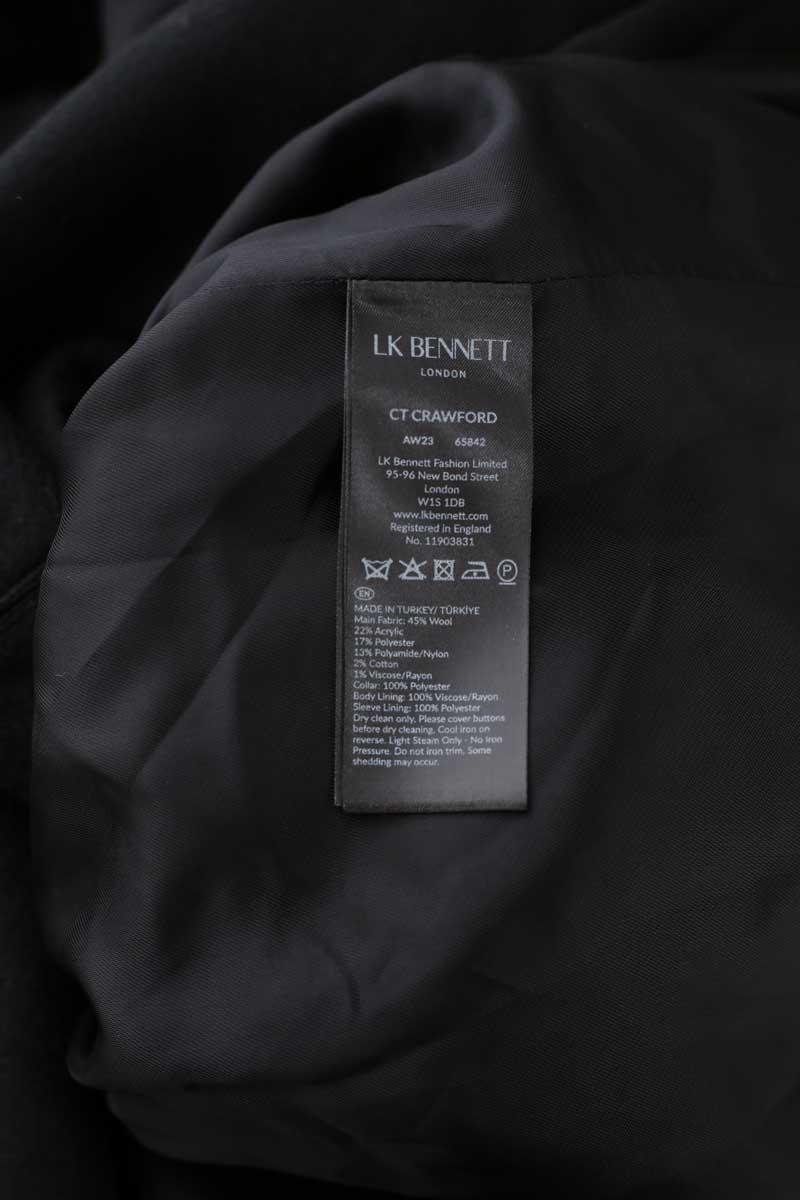 LK BENNETT
LONDON
CT CRAWFORD
AW23 65842
LK Bennett Fashion Limited
95-96 New Bond Street
London
W1S 1DB
www.lkbennett.com
Registered in England
No. 11903831
P
EN
MADE IN TURKEY/ TÜRKİYE
Main Fabric: 45% Wool
22% Acrylic
17% Polyester
13% Polyamide/Nylon
2% Cotton
1% Viscose/Rayon
Collar: 100% Polyester
Body Lining: 100% Viscose/Rayon
Sleeve Lining: 100% Polyester
Dry clean only, Please cover buttons
before dry cleaning, Cool iron on
reverse. Light Steam Only - No Iron
Pressure. Do not iron trim, Some
shedding may occur.